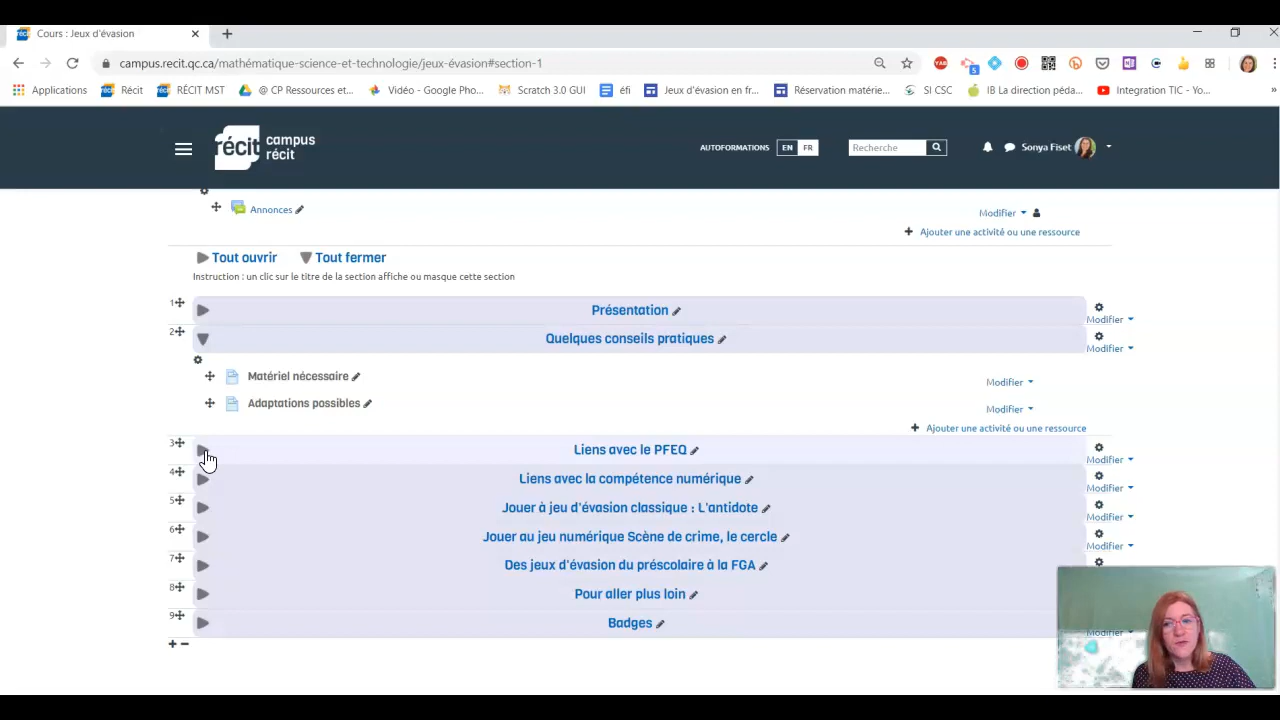 Cours : Jeux d'évasion
campus.recit.qc.ca/mathématique-science-et-technologie/jeux-évasion#section-1
Applications Récit RÉCIT MST @ 2.0 Ressources et... Vidéo - Google Pho... Scratch 3.0 GUI éfi Jeux d'évasion en fr... Réservation matérie... SI CSC IB La direction péda... Integration TIC - Yo... »
récit campus récit
AUTOFORMATIONS EN FR Recherche Sonya Fiset
Annonces Modifier
Ajouter une activité ou une ressource
Tout ouvrir Tout fermer
Instruction : un clic sur le titre de la section affiche ou masque cette section
1 Présentation
Modifier
2 Quelques conseils pratiques
Modifier
Matériel nécessaire Modifier
Adaptations possibles Modifier
Ajouter une activité ou une ressource
3 Liens avec le PFEQ
Modifier
4 Liens avec la compétence numérique
Modifier
5 Jouer à jeu d'évasion classique : L'antidote
Modifier
6 Jouer au jeu numérique Scène de crime, le cercle
Modifier
7 Des jeux d'évasion du préscolaire à la FGA
8 Pour aller plus loin
9 Badges
Modifier